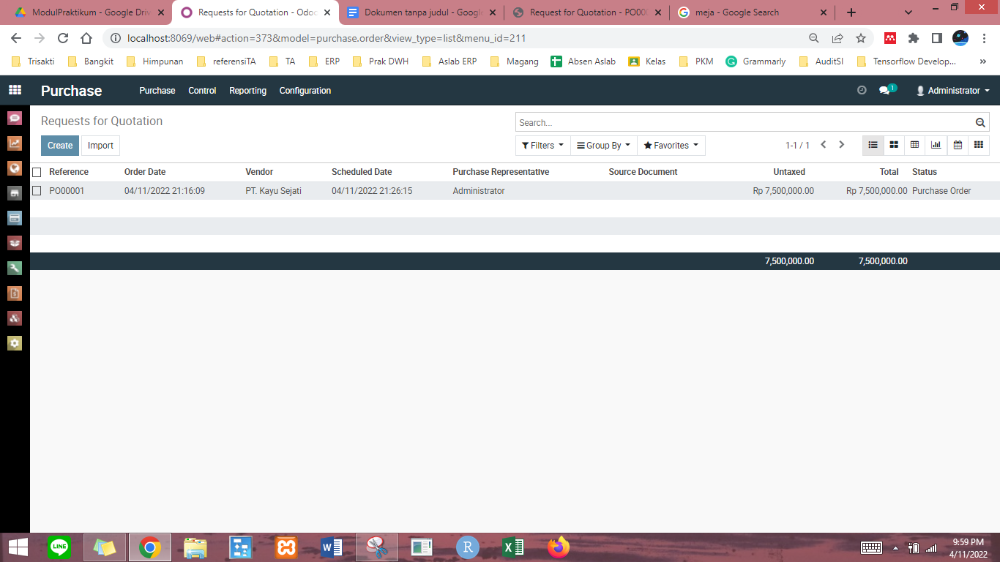 ModulPraktikum - Google Driv
Requests for Quotation - Odoo
Dokumen tanpa judul - Google
Request for Quotation - PO000
meja - Google Search
localhost:8069/web#action=373&model=purchase.order&view_type=list&menu_id=211
Trisakti
Bangkit
Himpunan
referensiTA
TA
ERP
Prak DWH
Aslab ERP
Magang
Absen Aslab
Kelas
PKM
Grammarly
AuditSI
Tensorflow Develop...
»
Purchase
Purchase
Control
Reporting
Configuration
1
Administrator
Requests for Quotation
Search...
Create
Import
Filters
Group By
Favorites
1-1 / 1
Reference Order Date Vendor Scheduled Date Purchase Representative Source Document Untaxed Total Status
PO00001 04/11/2022 21:16:09 PT. Kayu Sejati 04/11/2022 21:26:15 Administrator Rp 7,500,000.00 Rp 7,500,000.00 Purchase Order
7,500,000.00 7,500,000.00
LINE
W
R
X
9:59 PM
4/11/2022